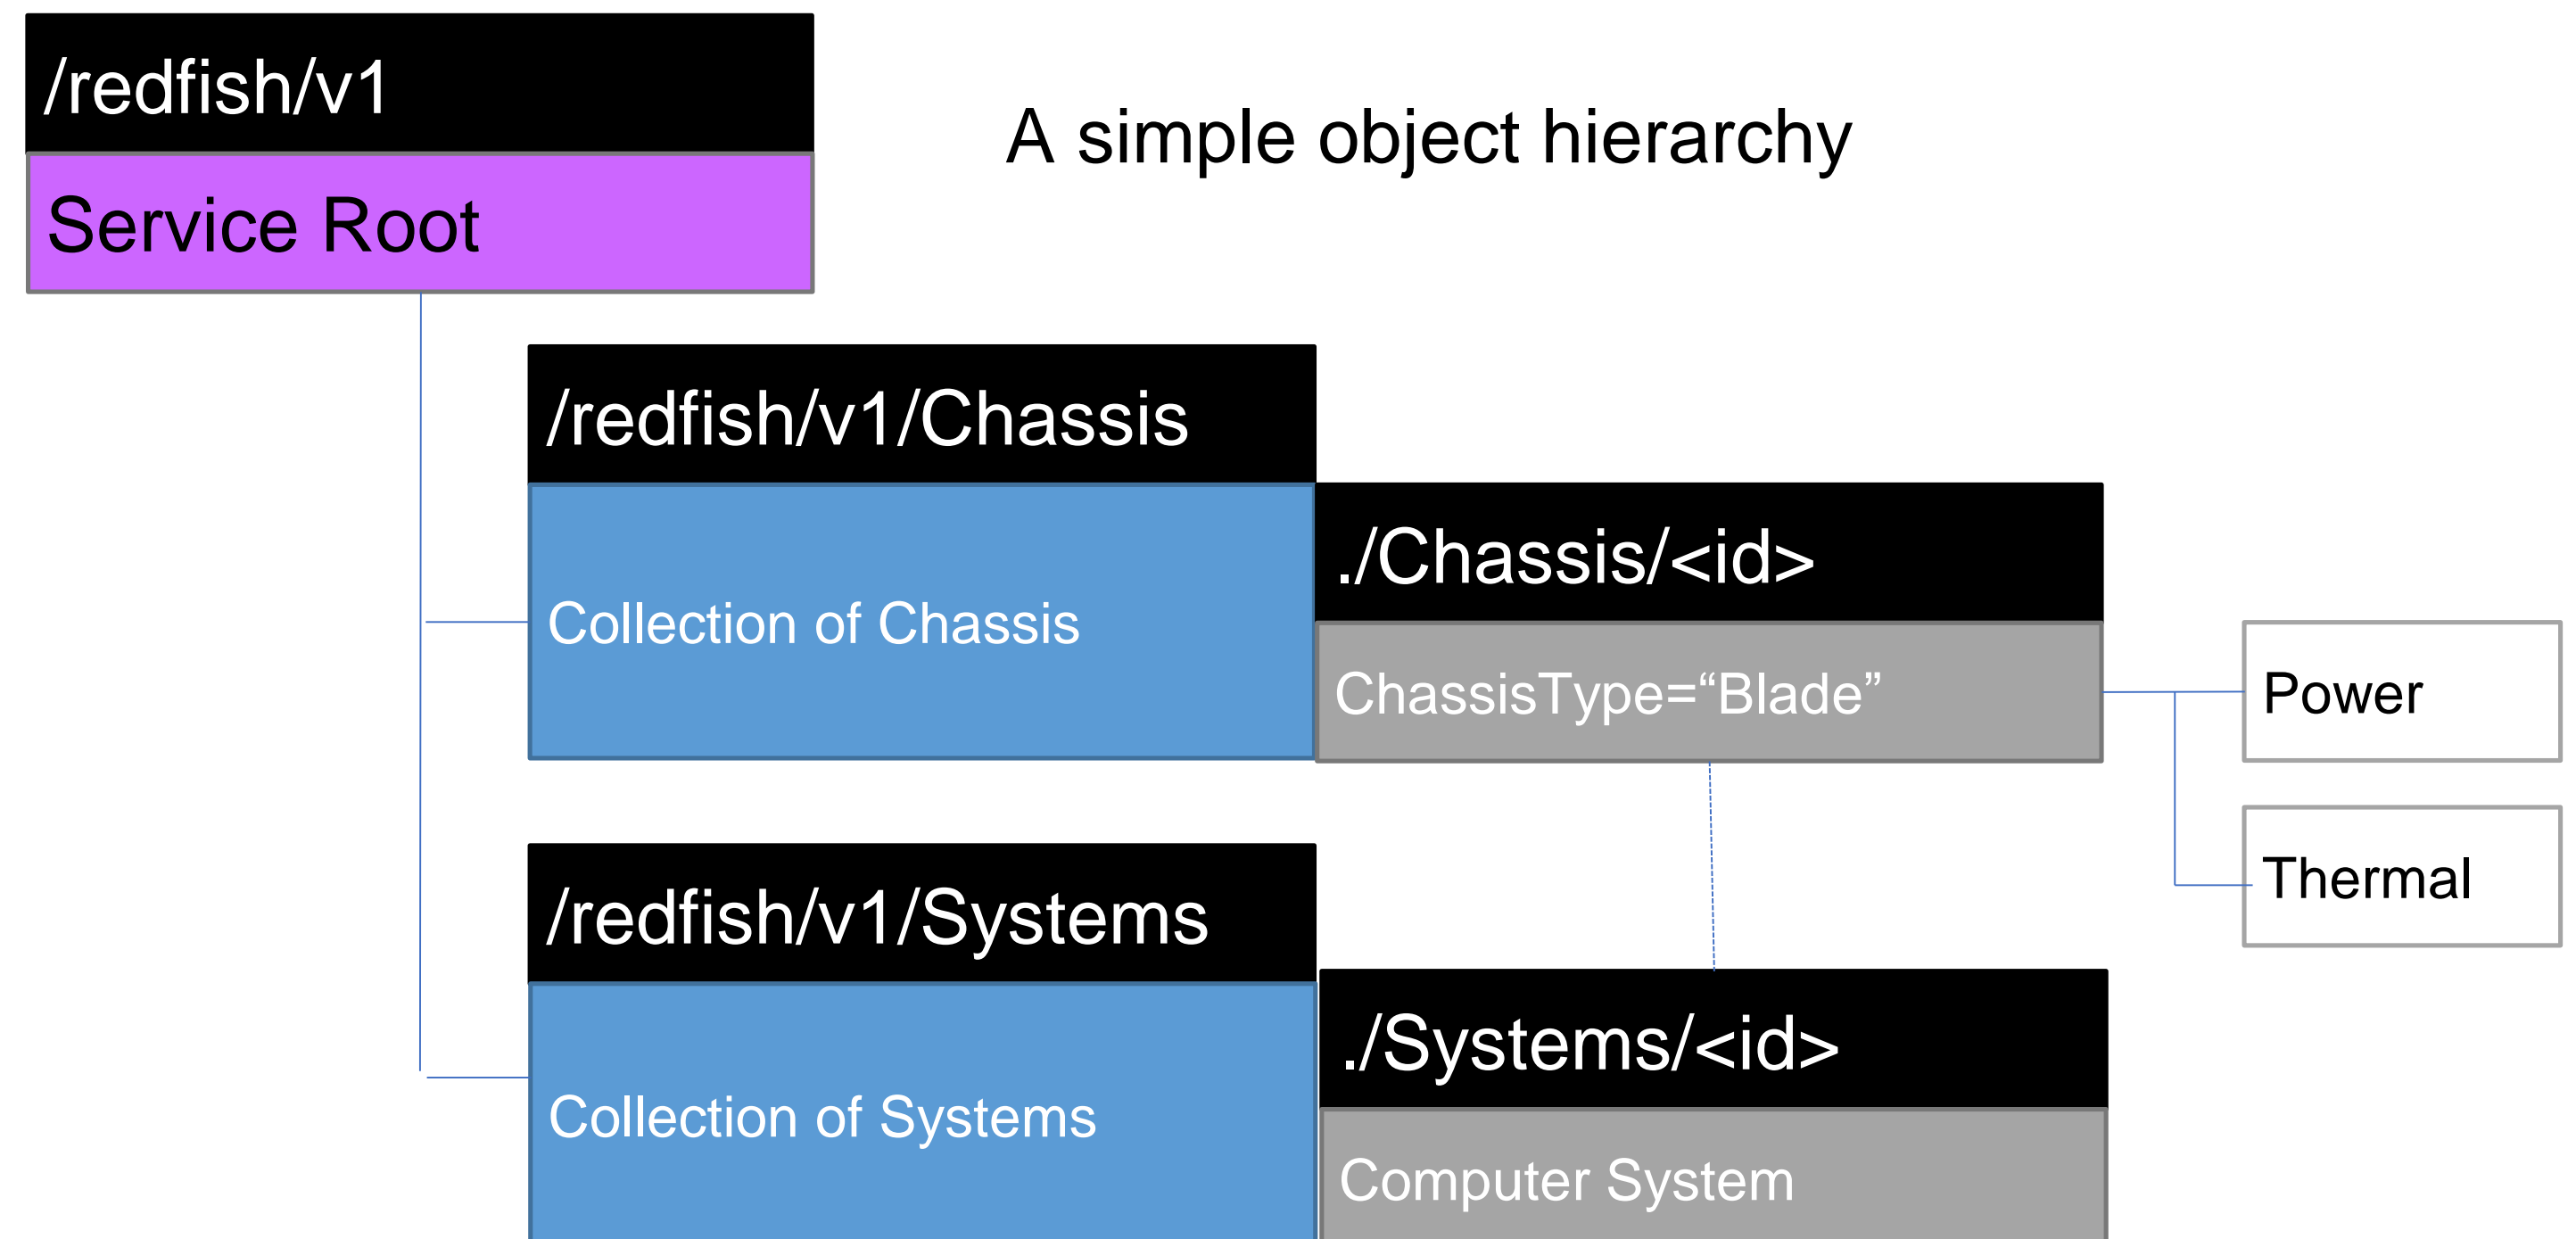 /redfish/v1
A simple object hierarchy
Service Root
/redfish/v1/Chassis
Collection of Chassis
./Chassis/<id>
ChassisType=“Blade”
Power
Thermal
/redfish/v1/Systems
Collection of Systems
./Systems/<id>
Computer System